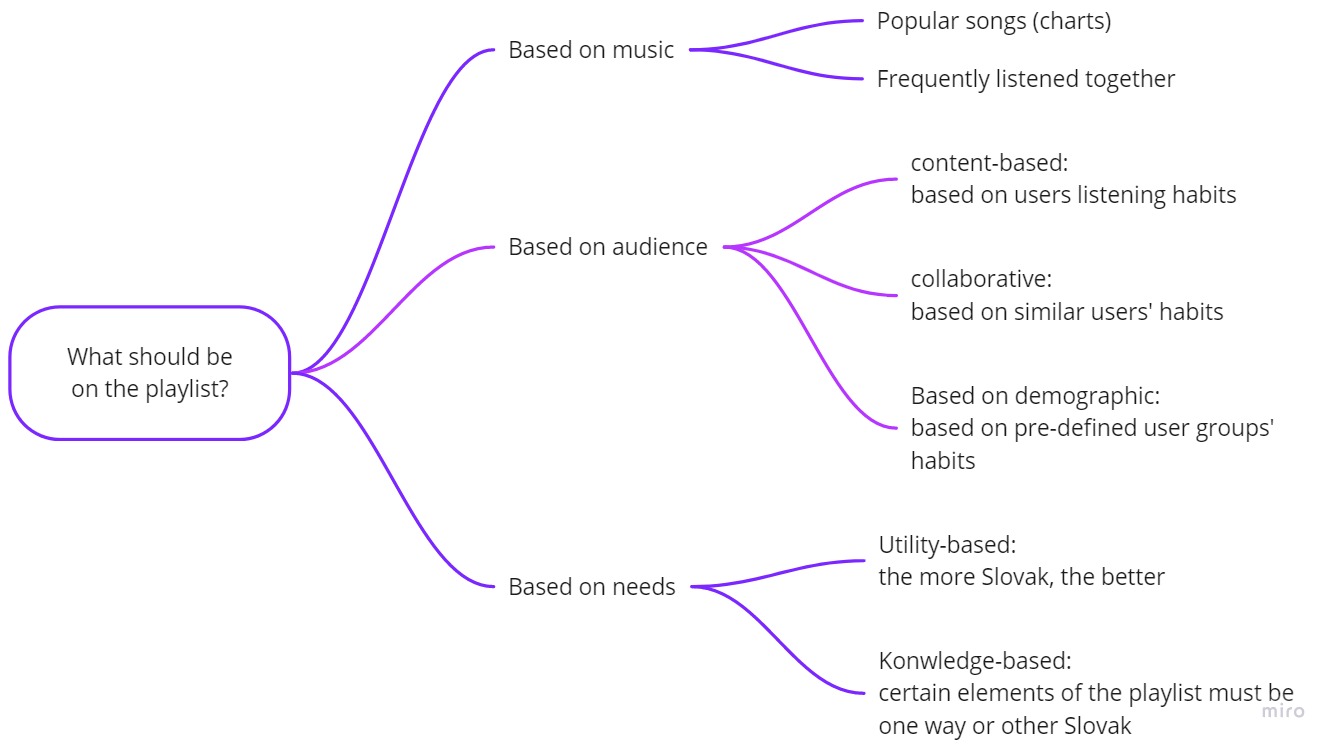 What should be
on the playlist?
Based on music
Popular songs (charts)
Frequently listened together
Based on audience
content-based:
based on users listening habits
collaborative:
based on similar users' habits
Based on demographic:
based on pre-defined user groups'
habits
Based on needs
Utility-based:
the more Slovak, the better
Konwledge-based:
certain elements of the playlist must be
one way or other Slovak
miro